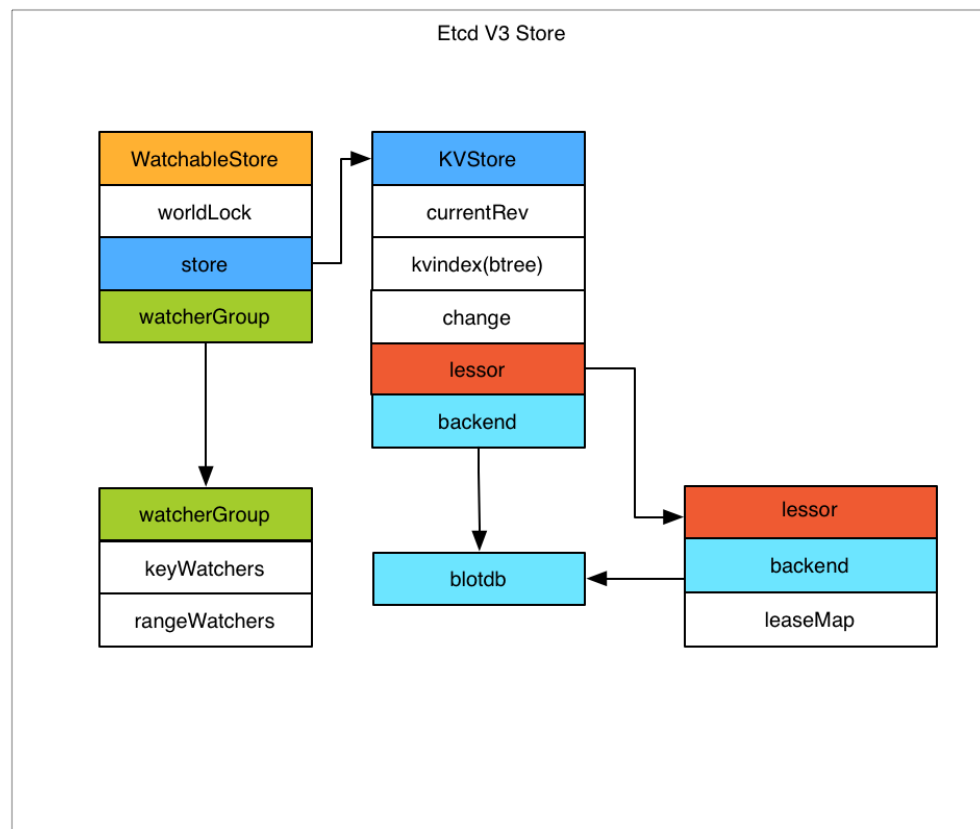 Etcd V3 Store
WatchableStore
worldLock
store
watcherGroup
KVStore
currentRev
kvindex(btree)
change
lessor
backend
watcherGroup
keyWatchers
rangeWatchers
blotdb
lessor
backend
leaseMap